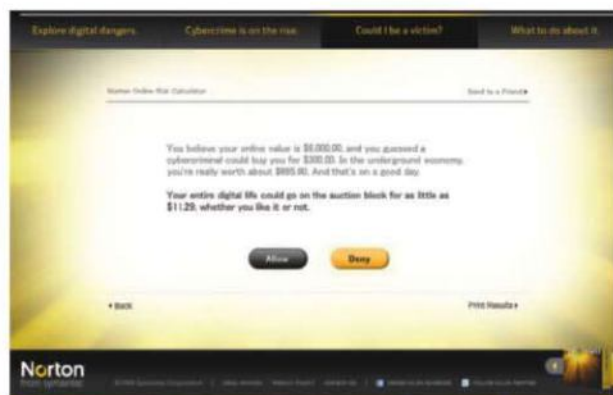 Explore digital dangers. Cybercrime is on the rise. Could I be a victim? What to do about it.
Norton Online Risk Calculator Send to a Friend
You believe your online value is $5,000.00, and you guessed a
cybercriminal could buy you for $300.00. In the underground economy,
you're really worth about $895.90. And that's on a good day.
Your entire digital life could go on the auction block for as little as
$11.29, whether you like it or not.
Allow Deny
Back Print Results
Norton
from symantec